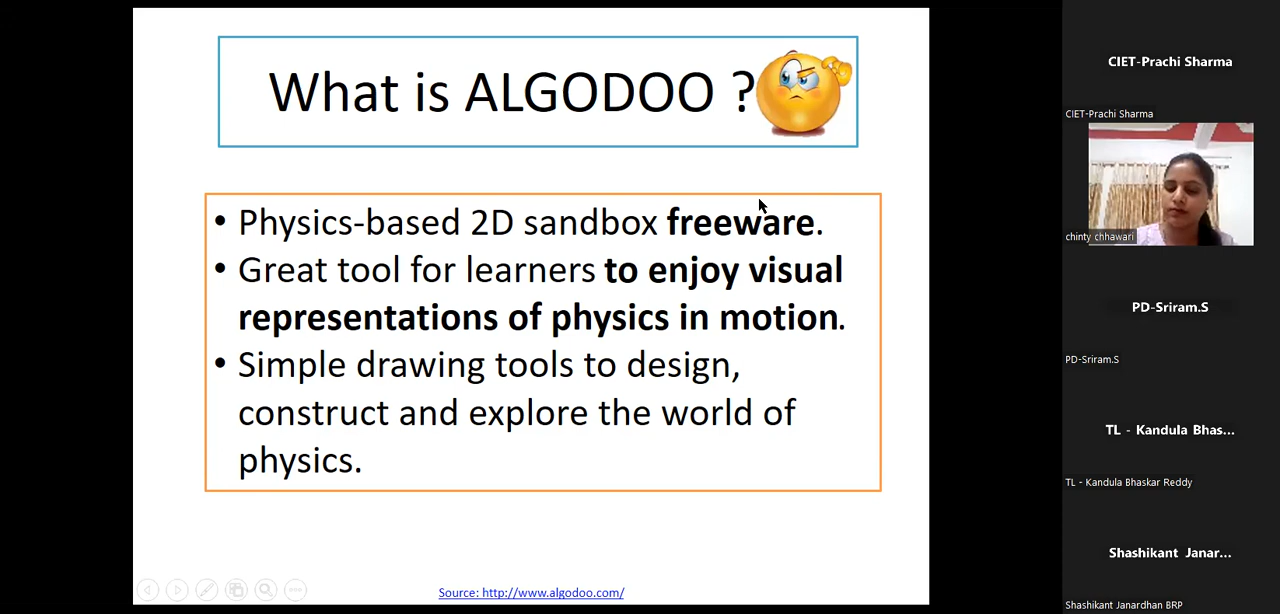 What is ALGODOO ?
• Physics-based 2D sandbox freeware.
• Great tool for learners to enjoy visual
representations of physics in motion.
• Simple drawing tools to design,
construct and explore the world of
physics.
Source: http://www.algodoo.com/
CIET-Prachi Sharma
CIET-Prachi Sharma
chinty chhawari
PD-Sriram.S
PD-Sriram.S
TL - Kandula Bhas...
TL - Kandula Bhaskar Reddy
Shashikant Janar...
Shashikant Janardhan BRP